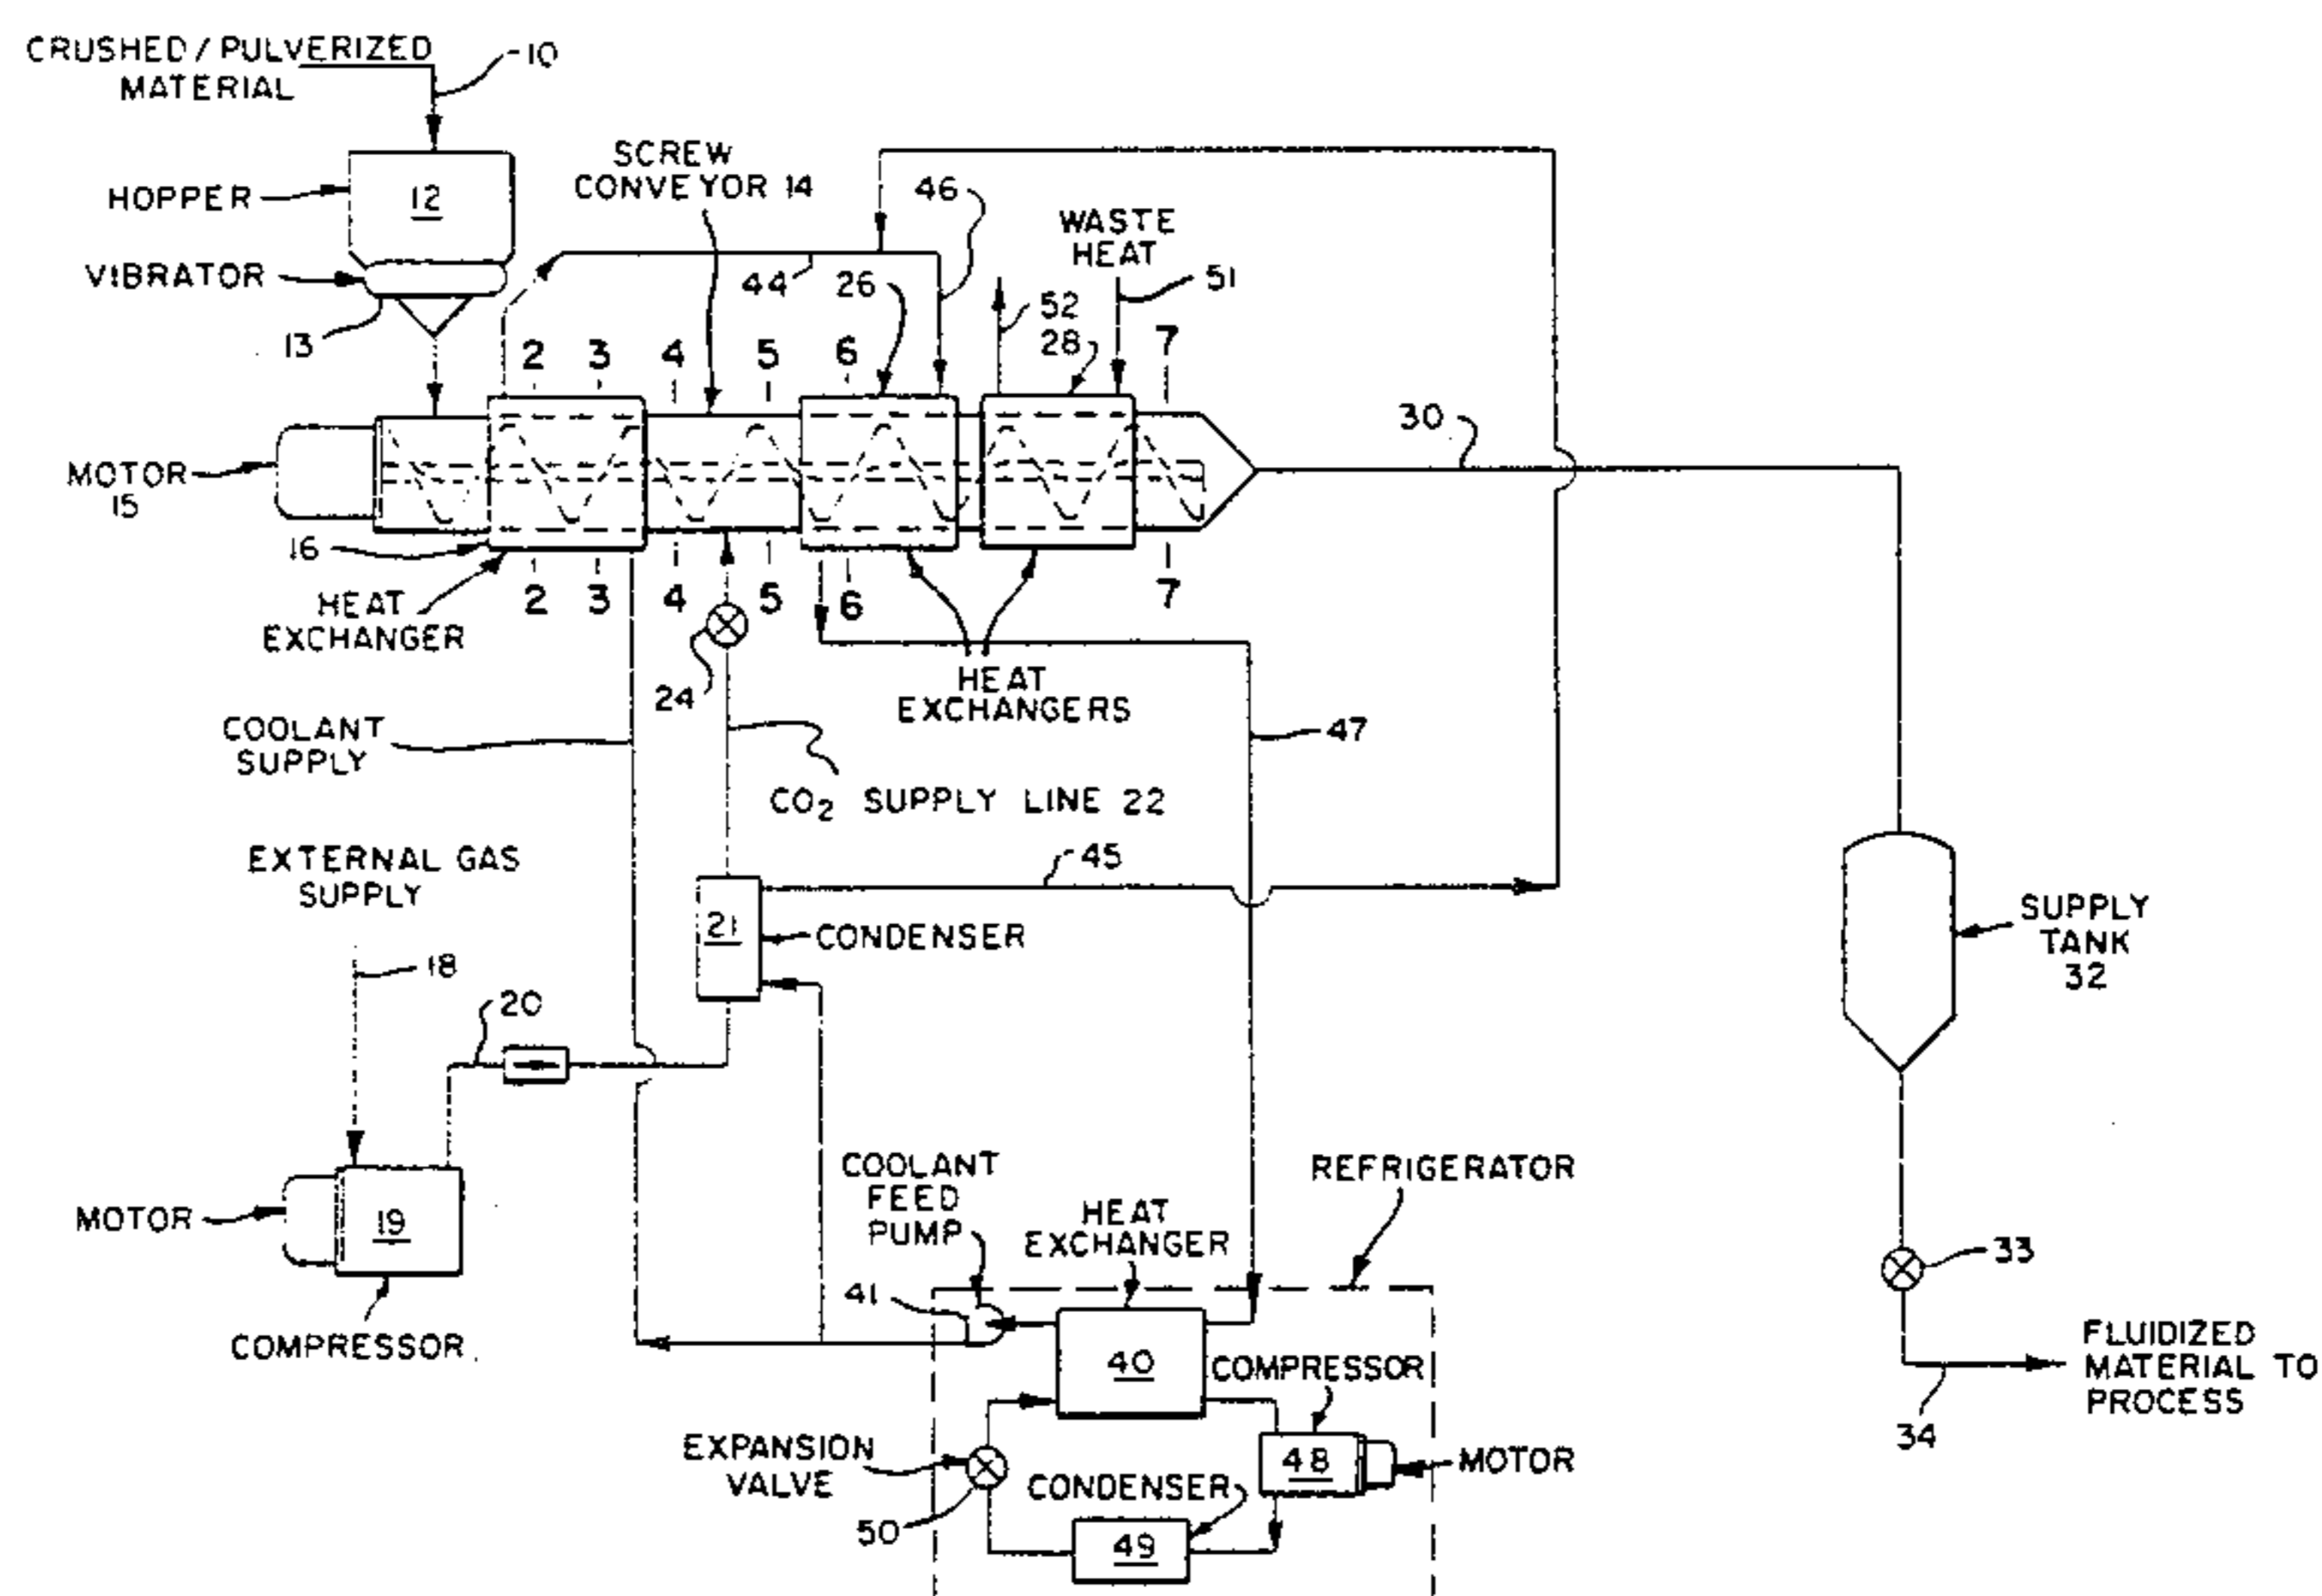 CRUSHED / PULVERIZED
MATERIAL
10
HOPPER
12
VIBRATOR
13
SCREW
CONVEYOR 14
46
WASTE
HEAT
51
44
26
52
28
2 3 4 5 6 7
30
MOTOR
15
16
2 3 4 5 6 7
HEAT
EXCHANGER
24
HEAT
EXCHANGERS
COOLANT
SUPPLY
47
CO2 SUPPLY LINE 22
EXTERNAL GAS
SUPPLY
45
21
CONDENSER
SUPPLY
TANK
32
18
20
MOTOR
19
COMPRESSOR
COOLANT
FEED
PUMP
HEAT
EXCHANGER
REFRIGERATOR
33
41
40
COMPRESSOR
FLUIDIZED
MATERIAL TO
PROCESS
34
EXPANSION
VALVE
48
MOTOR
CONDENSER
50
49